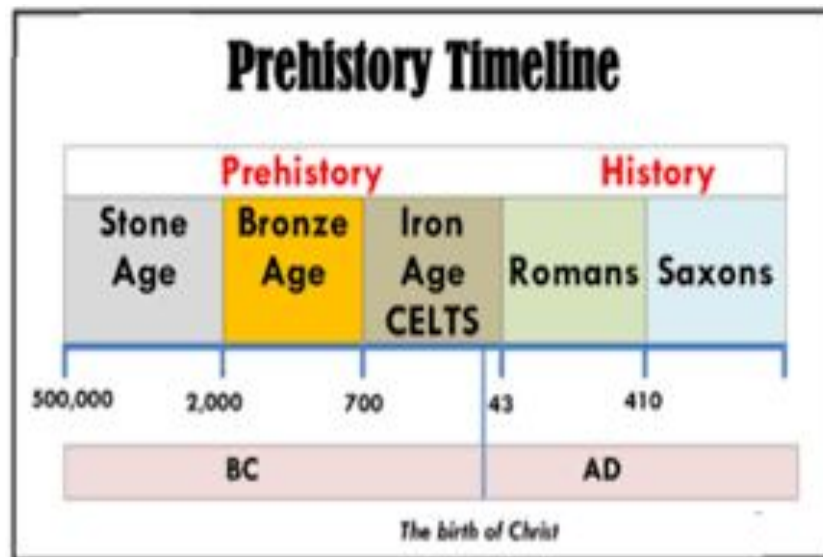 Prehistory Timeline
Prehistory History
Stone Age
Bronze Age
Iron Age CELTS
Romans
Saxons
500,000 2,000 700 43 410
BC AD
The birth of Christ